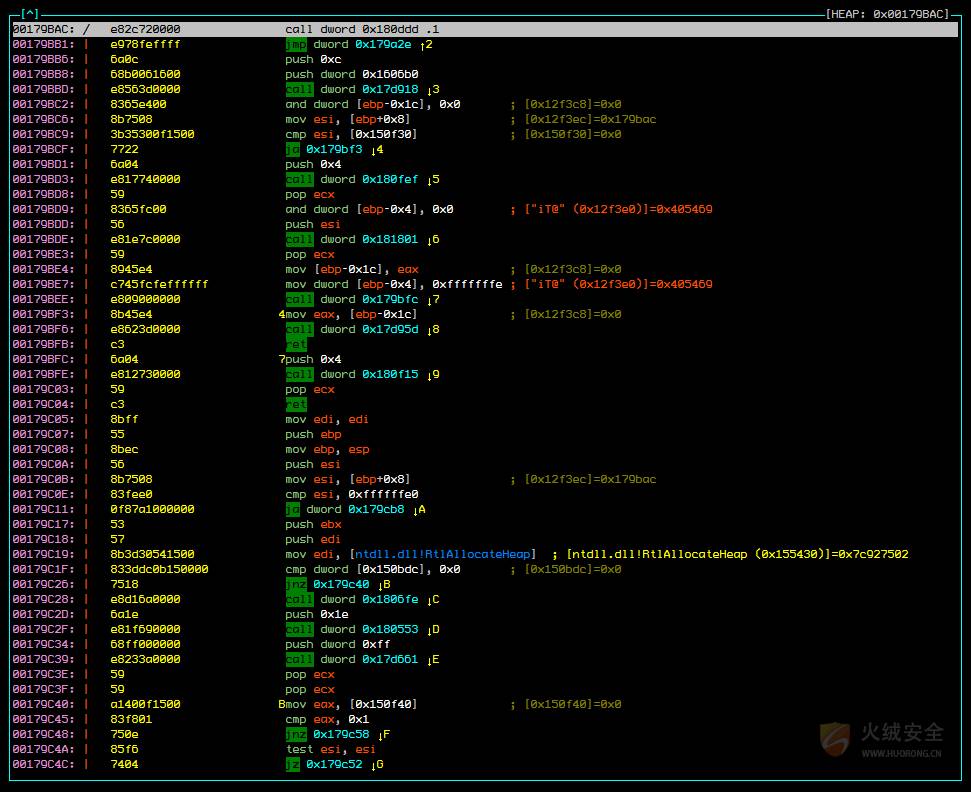 [^] [HEAP: 0x00179BAC]
00179BAC: / e82c720000 call dword 0x180ddd .1
00179BB1: | e978feffff jmp dword 0x179a2e ↑2
00179BB6: | 6a0c push 0xc
00179BB8: | 68b0061600 push dword 0x1606b0
00179BBD: | e8563d0000 call dword 0x17d918 ↓3
00179BC2: | 8365e400 and dword [ebp-0x1c], 0x0 ; [0x12f3c8]=0x0
00179BC6: | 8b7508 mov esi, [ebp+0x8] ; [0x12f3ec]=0x179bac
00179BC9: | 3b35300f1500 cmp esi, [0x150f30] ; [0x150f30]=0x0
00179BCF: | 7722 ja 0x179bf3 ↓4
00179BD1: | 6a04 push 0x4
00179BD3: | e817740000 call dword 0x180fef ↓5
00179BD8: | 59 pop ecx
00179BD9: | 8365fc00 and dword [ebp-0x4], 0x0 ; ["iT@" (0x12f3e0)]=0x405469
00179BDD: | 56 push esi
00179BDE: | e81e7c0000 call dword 0x181801 ↓6
00179BE3: | 59 pop ecx
00179BE4: | 8945e4 mov [ebp-0x1c], eax ; [0x12f3c8]=0x0
00179BE7: | c745fcfeffffff mov dword [ebp-0x4], 0xfffffffe ; ["iT@" (0x12f3e0)]=0x405469
00179BEE: | e809000000 call dword 0x179bfc ↓7
00179BF3: | 8b45e4 4mov eax, [ebp-0x1c] ; [0x12f3c8]=0x0
00179BF6: | e8623d0000 call dword 0x17d95d ↓8
00179BFB: | c3 ret
00179BFC: | 6a04 7push 0x4
00179BFE: | e812730000 call dword 0x180f15 ↓9
00179C03: | 59 pop ecx
00179C04: | c3 ret
00179C05: | 8bff mov edi, edi
00179C07: | 55 push ebp
00179C08: | 8bec mov ebp, esp
00179C0A: | 56 push esi
00179C0B: | 8b7508 mov esi, [ebp+0x8] ; [0x12f3ec]=0x179bac
00179C0E: | 83fee0 cmp esi, 0xffffffe0
00179C11: | 0f87a1000000 ja dword 0x179cb8 ↓A
00179C17: | 53 push ebx
00179C18: | 57 push edi
00179C19: | 8b3d30541500 mov edi, [ntdll.dll!RtlAllocateHeap] ; [ntdll.dll!RtlAllocateHeap (0x155430)]=0x7c927502
00179C1F: | 833ddc0b150000 cmp dword [0x150bdc], 0x0 ; [0x150bdc]=0x0
00179C26: | 7518 jnz 0x179c40 ↓B
00179C28: | e8d16a0000 call dword 0x1806fe ↓C
00179C2D: | 6a1e push 0x1e
00179C2F: | e81f690000 call dword 0x180553 ↓D
00179C34: | 68ff000000 push dword 0xff
00179C39: | e8233a0000 call dword 0x17d661 ↓E
00179C3E: | 59 pop ecx
00179C3F: | 59 pop ecx
00179C40: | a1400f1500 Bmov eax, [0x150f40] ; [0x150f40]=0x0
00179C45: | 83f801 cmp eax, 0x1
00179C48: | 750e jnz 0x179c58 ↓F
00179C4A: | 85f6 test esi, esi
00179C4C: | 7404 jz 0x179c52 ↓G
火绒安全
WWW.HUORONG.CN